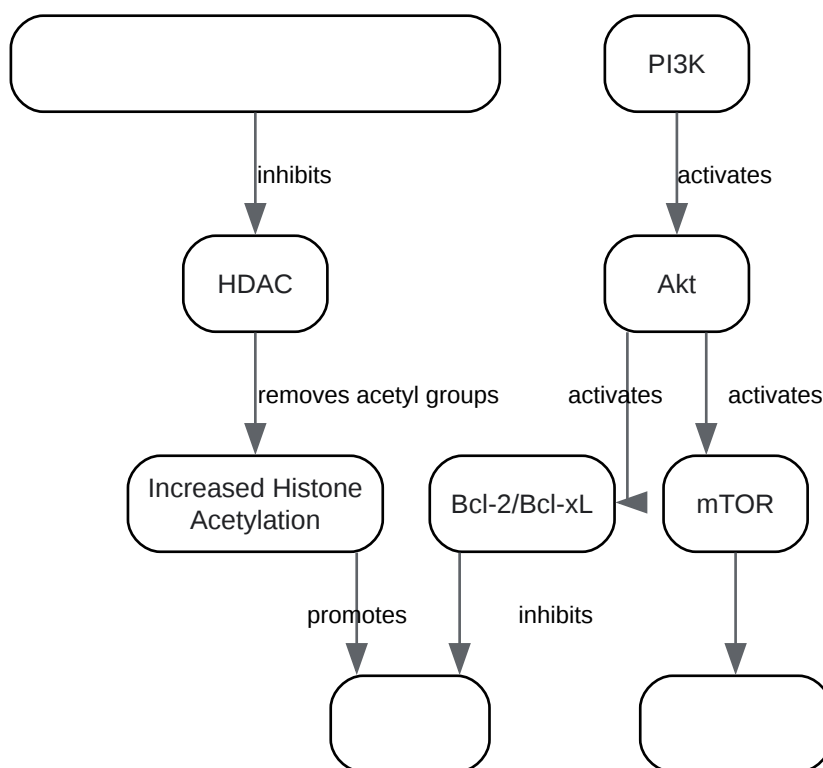 PI3K
inhibits
activates
HDAC
Akt
removes acetyl groups
activates
activates
Increased Histone
Acetylation
Bcl-2/Bcl-xL
mTOR
promotes
inhibits